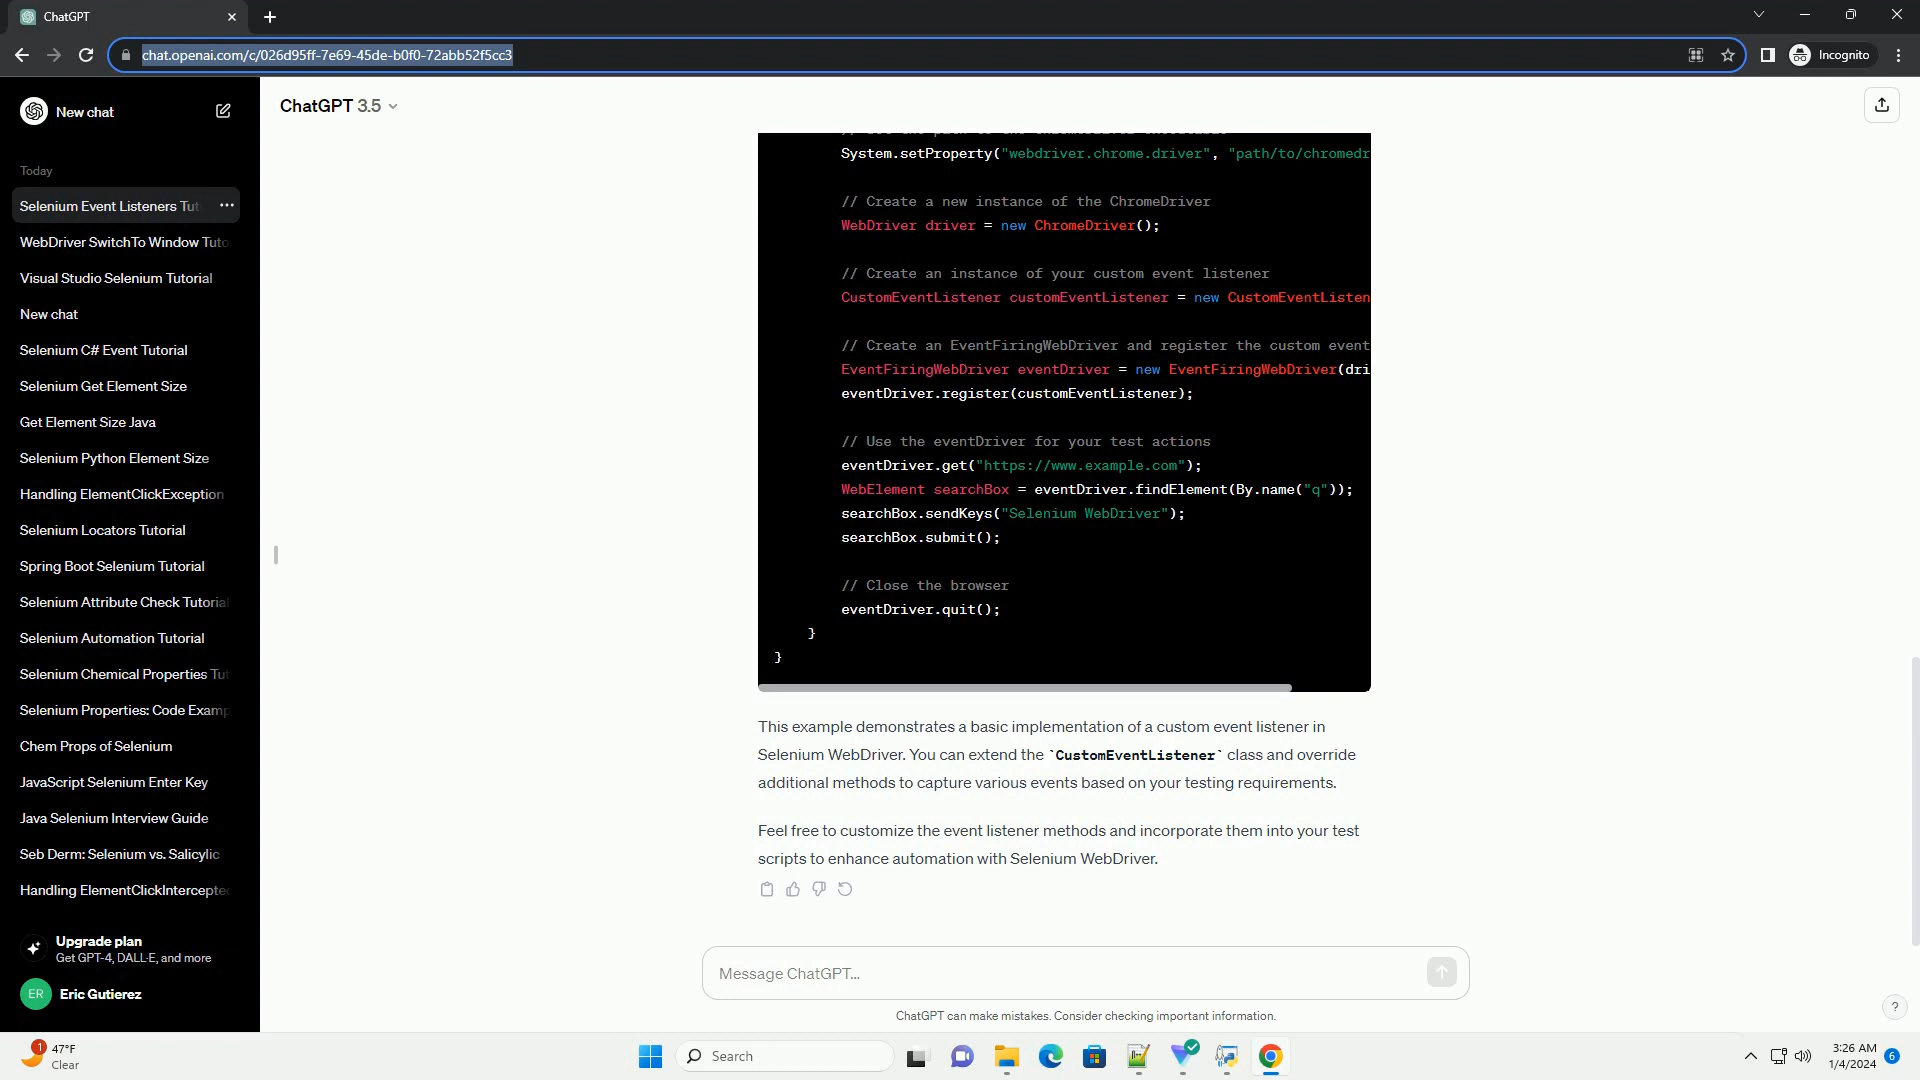 ChatGPT
chat.openai.com/c/026d95ff-7e69-45de-b0f0-72abb52f5cc3
Incognito
New chat
ChatGPT 3.5
Today
Selenium Event Listeners Tut
WebDriver SwitchTo Window Tuto
Visual Studio Selenium Tutorial
New chat
Selenium C# Event Tutorial
Selenium Get Element Size
Get Element Size Java
Selenium Python Element Size
Handling ElementClickException
Selenium Locators Tutorial
Spring Boot Selenium Tutorial
Selenium Attribute Check Tutorial
Selenium Automation Tutorial
Selenium Chemical Properties Tut
Selenium Properties: Code Examp
Chem Props of Selenium
JavaScript Selenium Enter Key
Java Selenium Interview Guide
Seb Derm: Selenium vs. Salicylic
Handling ElementClickIntercepted
Upgrade plan
Get GPT-4, DALL·E, and more
ER
Eric Gutierez
System.setProperty("webdriver.chrome.driver", "path/to/chromedr
// Create a new instance of the ChromeDriver
WebDriver driver = new ChromeDriver();
// Create an instance of your custom event listener
CustomEventListener customEventListener = new CustomEventListen
// Create an EventFiringWebDriver and register the custom event
EventFiringWebDriver eventDriver = new EventFiringWebDriver(dri
eventDriver.register(customEventListener);
// Use the eventDriver for your test actions
eventDriver.get("https://www.example.com");
WebElement searchBox = eventDriver.findElement(By.name("q"));
searchBox.sendKeys("Selenium WebDriver");
searchBox.submit();
// Close the browser
eventDriver.quit();
}
}
This example demonstrates a basic implementation of a custom event listener in
Selenium WebDriver. You can extend the `CustomEventListener` class and override
additional methods to capture various events based on your testing requirements.
Feel free to customize the event listener methods and incorporate them into your test
scripts to enhance automation with Selenium WebDriver.
Message ChatGPT...
ChatGPT can make mistakes. Consider checking important information.
?
1
47°F
Clear
Search
3:26 AM
1/4/2024
6